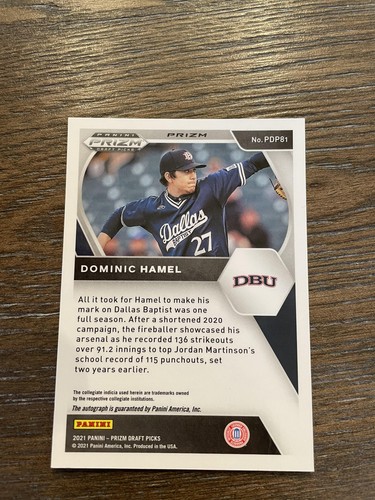 PANINI
PRIZM
DRAFT PICKS
PRIZM
No. PDP81
D
Dallas
BAPTIST
27
DOMINIC HAMEL
DBU
All it took for Hamel to make his
mark on Dallas Baptist was one
full season. After a shortened 2020
campaign, the fireballer showcased his
arsenal as he recorded 136 strikeouts
over 91.2 innings to top Jordan Martinson's
school record of 115 punchouts, set
two years earlier.
The collegiate indicia used herein are trademarks owned
by the respective collegiate institutions.
The autograph is guaranteed by Panini America, Inc.
PANINI
2021 PANINI – PRIZM DRAFT PICKS
© 2021 Panini America, Inc. Produced in the USA.